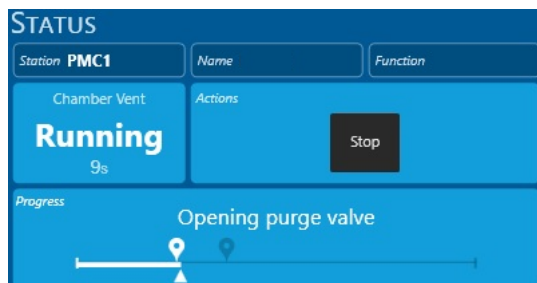 STATUS
Station PMC1 Name Function
Chamber Vent
Running
9s
Actions
Stop
Progress
Opening purge valve